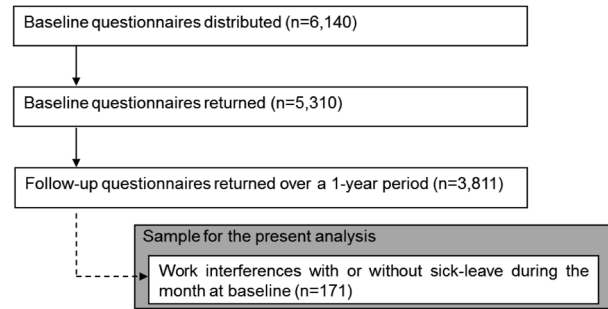 Baseline questionnaires distributed (n=6,140)
Baseline questionnaires returned (n=5,310)
Follow-up questionnaires returned over a 1-year period (n=3,811)
Sample for the present analysis
Work interferences with or without sick-leave during the
month at baseline (n=171)